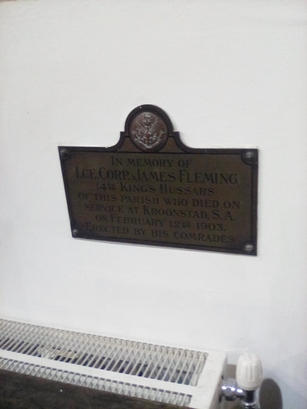 IN MEMORY OF
LCE. CORP. JAMES FLEMING
14TH KING'S HUSSARS
OF THIS PARISH WHO DIED ON
SERVICE AT KROONSTAD, S.A.
ON FEBRUARY 12TH 1903.
ERECTED BY HIS COMRADES